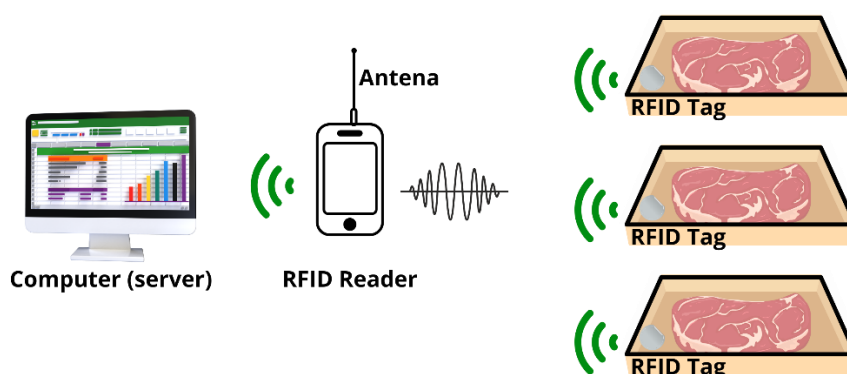 Antena
RFID Tag
Computer (server)
RFID Reader
RFID Tag
RFID Tag